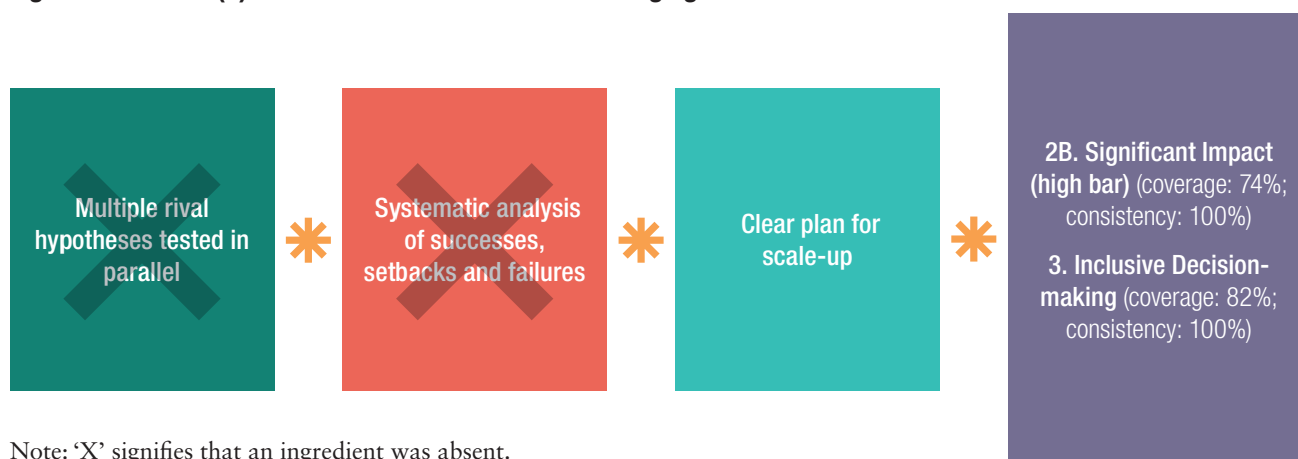 Multiple rival
hypotheses tested in
parallel
Systematic analysis
of successes,
setbacks and failures
Clear plan for
scale-up
2B. Significant Impact
(high bar) (coverage: 74%;
consistency: 100%)
3. Inclusive Decision-
making (coverage: 82%;
consistency: 100%)
Note: ‘X’ signifies that an ingredient was absent.